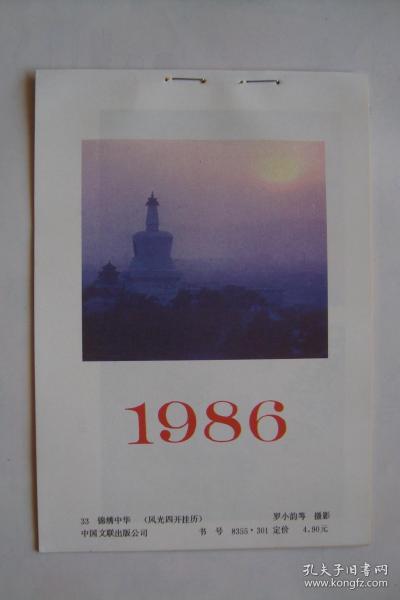 1986
33 锦绣中华 （风光四开挂历） 罗小韵等 摄影
中国文联出版公司 书 号 8355·301 定价 4.90元
孔夫子旧书网
www.kongfz.com